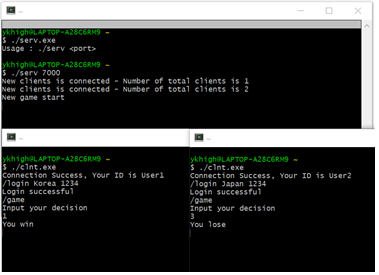 ykhigh@LAPTOP-A28C6RM9 ~
$ ./serv.exe
Usage : ./serv <port>
ykhigh@LAPTOP-A28C6RM9 ~
$ ./serv 7000
New clients is connected - Number of total clients is 1
New clients is connected - Number of total clients is 2
New game start
ykhigh@LAPTOP-A28C6RM9 ~
$ ./clnt.exe
Connection Success, Your ID is User1
/login Korea 1234
Login successful
/game
Input your decision
1
You win
ykhigh@LAPTOP-A28C6RM9 ~
$ ./clnt.exe
Connection Success, Your ID is User2
/login Japan 1234
Login successful
/game
Input your decision
3
You lose